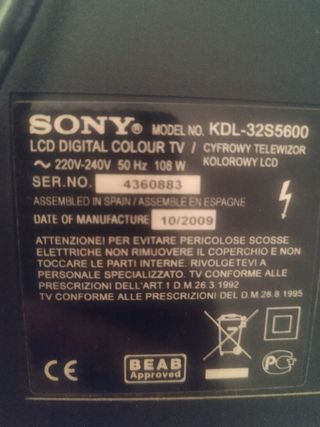 SONY® MODEL NO. KDL-32S5600
LCD DIGITAL COLOUR TV / CYFROWY TELEWIZOR
~ 220V-240V 50 Hz 106 W KOLOROWY LCD
SER.NO. 4360883
ASSEMBLED IN SPAIN / ASSEMBLE EN ESPAGNE
DATE OF MANUFACTURE 10/2009
ATTENZIONE! PER EVITARE PERICOLOSE SCOSSE
ELETTRICHE NON RIMUOVERE IL COPERCHIO E NON
TOCCARE LE PARTI INTERNE. RIVOLGETEVI A
PERSONALE SPECIALIZZATO. TV CONFORME ALLE
PRESCRIZIONI DELL'ART 1 D.M.26.3.1992
TV CONFORME ALLE PRESCRIZIONI DEL D.M 28.8.1995
CE BEAB
Approved